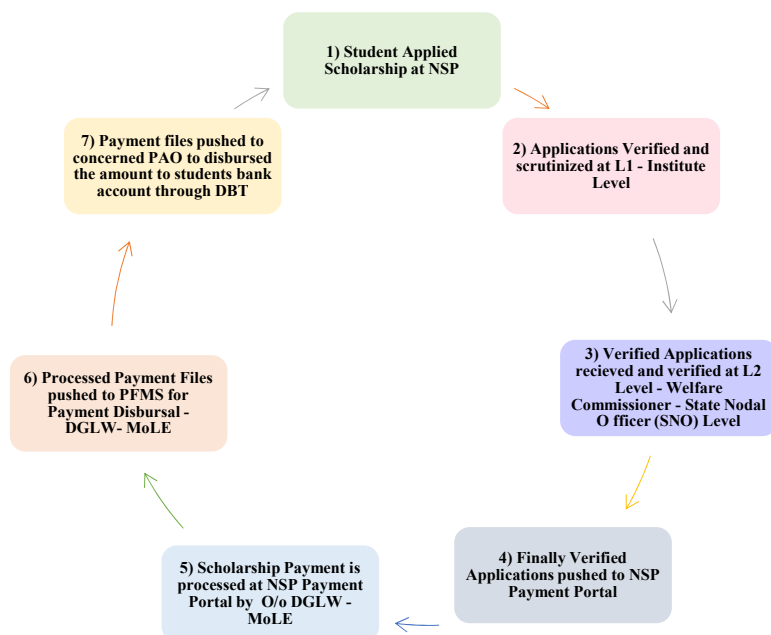 1) Student Applied
Scholarship at NSP
2) Applications Verified and
scrutinized at L1 - Institute
Level
3) Verified Applications
recieved and verified at L2
Level - Welfare
Commissioner - State Nodal
O fficer (SNO) Level
4) Finally Verified
Applications pushed to NSP
Payment Portal
5) Scholarship Payment is
processed at NSP Payment
Portal by O/o DGLW -
MoLE
6) Processed Payment Files
pushed to PFMS for
Payment Disbursal -
DGLW- MoLE
7) Payment files pushed to
concerned PAO to disbursed
the amount to students bank
account through DBT